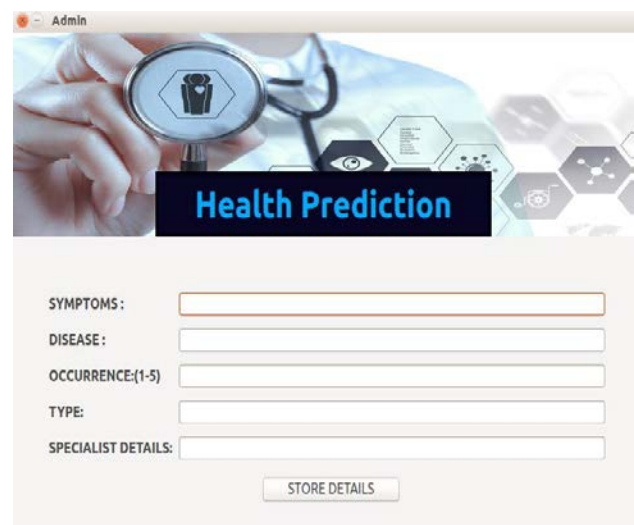 Admin
Health Prediction
SYMPTOMS :
DISEASE :
OCCURRENCE:(1-5)
TYPE:
SPECIALIST DETAILS:
STORE DETAILS